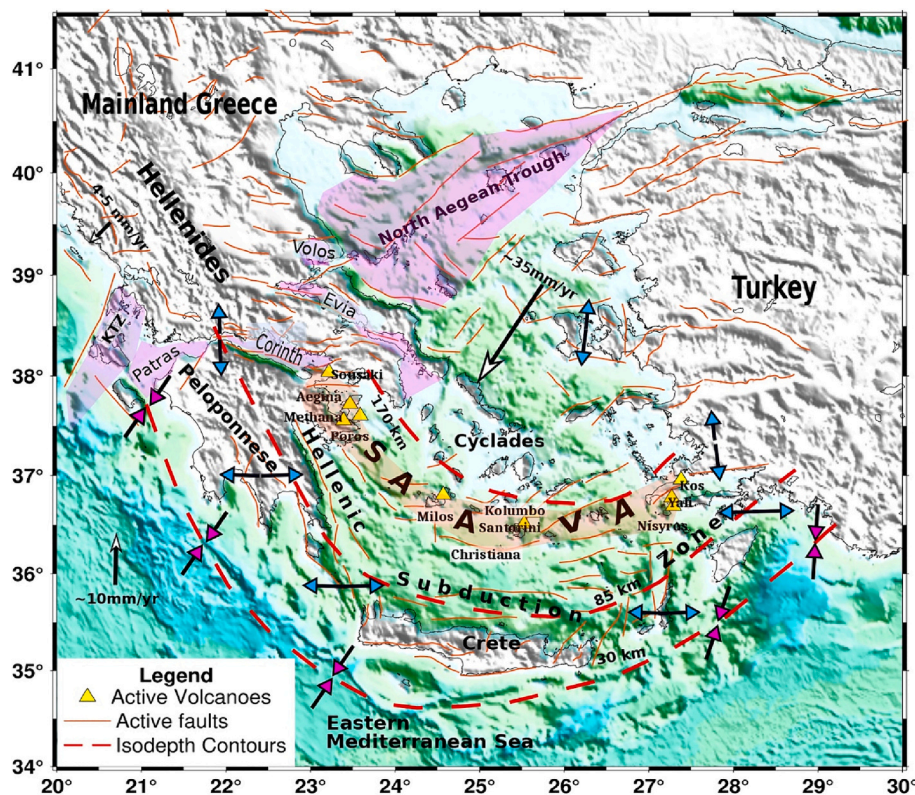 41°
40°
39°
38°
37°
36°
35°
34°
Mainland Greece
Hellenides
4-5 mm/yr
North Aegean Trough
Volos
Evia
~35mm/yr
Turkey
KTZ
Patras
Corinth
Sousaki
Aegina
Methana
Poros
170 km
Peloponnese
Hellenic
Cyclades
S A A V A
Milos
Kolumbo
Santorini
Christiana
Kos
Yali
Nisyros
Subduction
Zone
85 km
~10mm/yr
Crete
30 km
Eastern
Mediterranean Sea
Legend
Active Volcanoes
Active faults
Isodepth Contours
20° 21° 22° 23° 24° 25° 26° 27° 28° 29° 30°